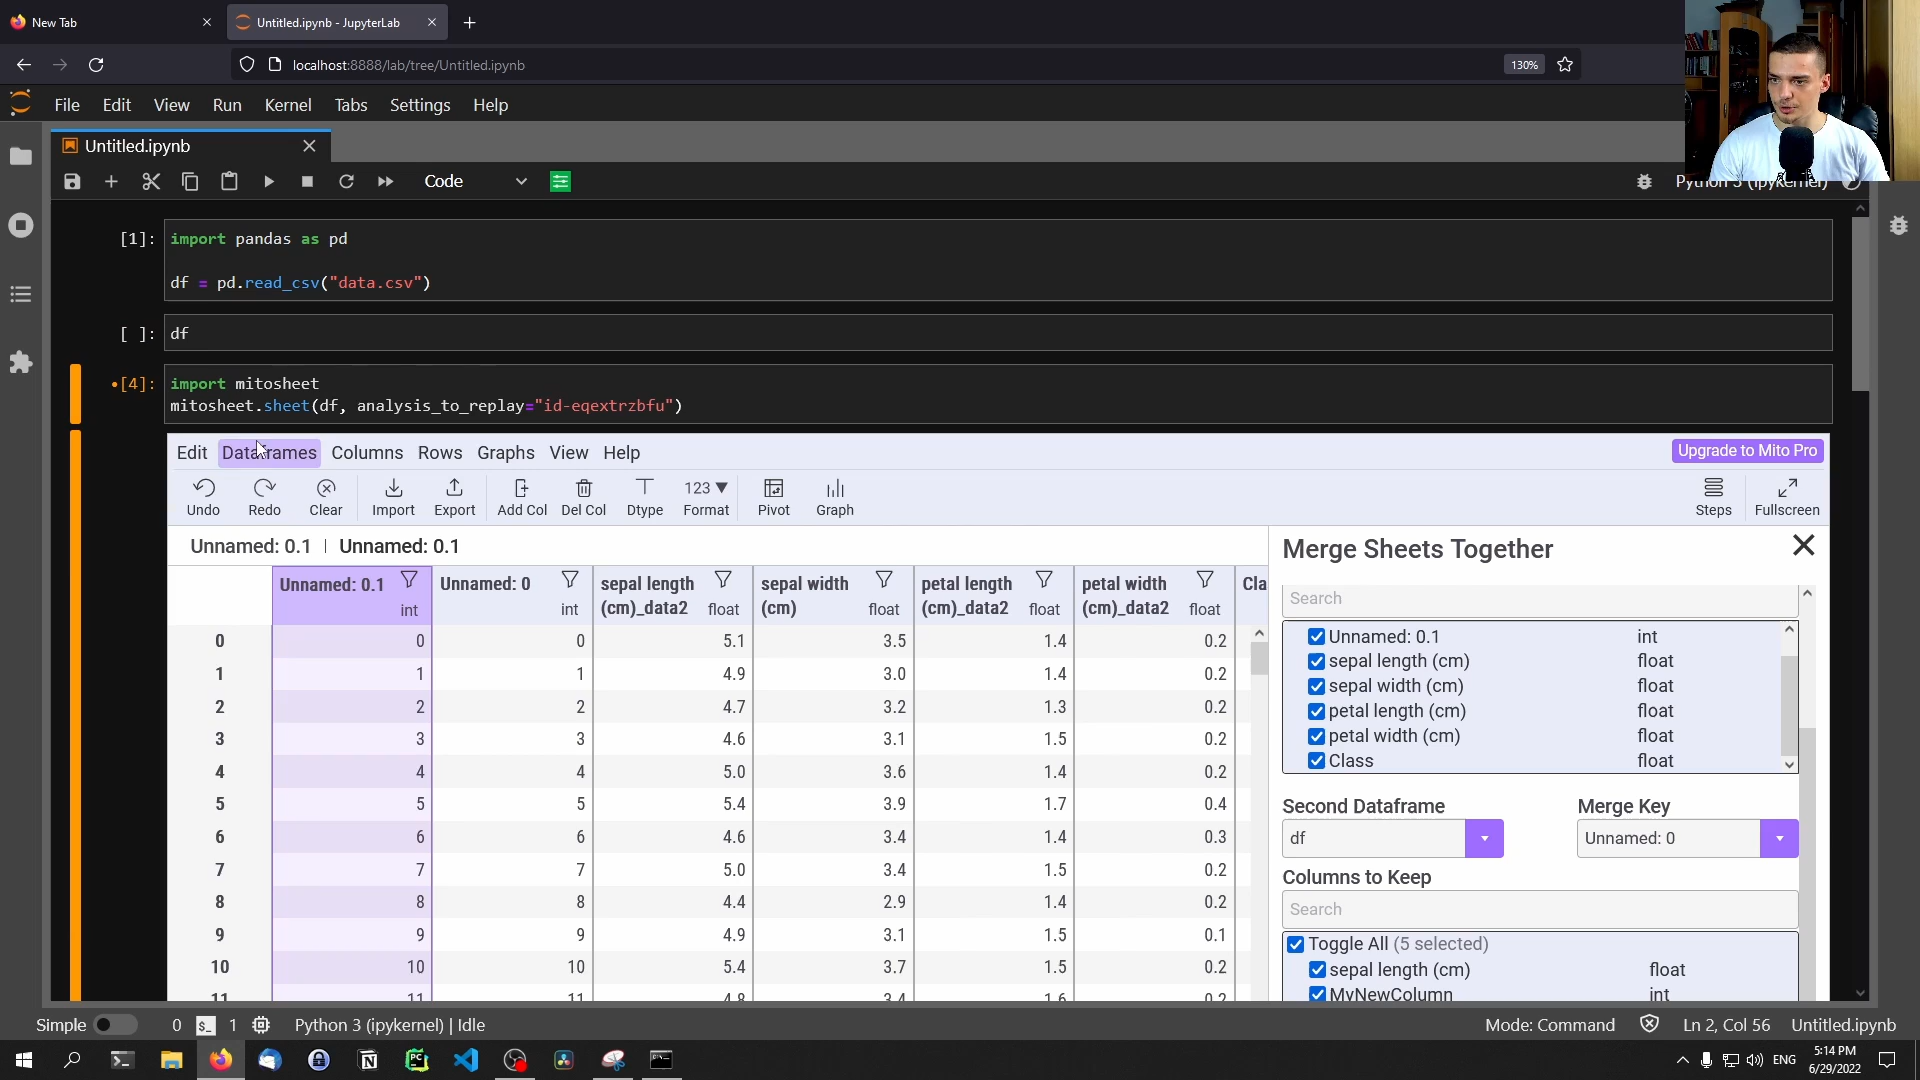 New Tab
Untitled.ipynb - JupyterLab
localhost:8888/lab/tree/Untitled.ipynb
130%
File Edit View Run Kernel Tabs Settings Help
Untitled.ipynb
Code
Python 3 (ipykernel)
[1]: import pandas as pd
df = pd.read_csv("data.csv")
[ ]: df
•[4]: import mitosheet
mitosheet.sheet(df, analysis_to_replay="id-eqextrzbfu")
Edit Dataframes Columns Rows Graphs View Help
Upgrade to Mito Pro
123
Undo Redo Clear Import Export Add Col Del Col Dtype Format Pivot Graph Steps Fullscreen
Unnamed: 0.1 | Unnamed: 0.1
Unnamed: 0.1 int Unnamed: 0 int sepal length (cm)_data2 float sepal width (cm) float petal length (cm)_data2 float petal width (cm)_data2 float Cla
0 0 0 5.1 3.5 1.4 0.2
1 1 1 4.9 3.0 1.4 0.2
2 2 2 4.7 3.2 1.3 0.2
3 3 3 4.6 3.1 1.5 0.2
4 4 4 5.0 3.6 1.4 0.2
5 5 5 5.4 3.9 1.7 0.4
6 6 6 4.6 3.4 1.4 0.3
7 7 7 5.0 3.4 1.5 0.2
8 8 8 4.4 2.9 1.4 0.2
9 9 9 4.9 3.1 1.5 0.1
10 10 10 5.4 3.7 1.5 0.2
11 11 11 4.8 3.4 1.6 0.2
Merge Sheets Together
Search
Unnamed: 0.1 int
sepal length (cm) float
sepal width (cm) float
petal length (cm) float
petal width (cm) float
Class float
Second Dataframe Merge Key
df Unnamed: 0
Columns to Keep
Search
Toggle All (5 selected)
sepal length (cm) float
MyNewColumn int
Simple 0 1 Python 3 (ipykernel) | Idle Mode: Command Ln 2, Col 56 Untitled.ipynb
ENG
5:14 PM
6/29/2022